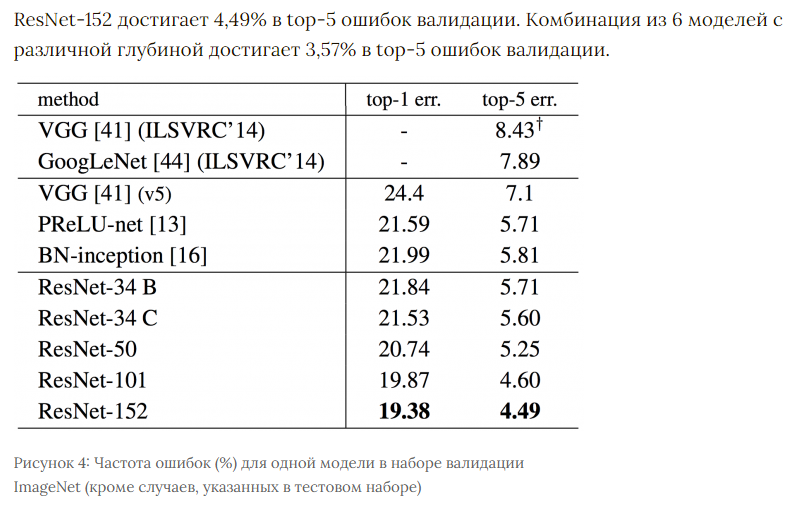 ResNet-152 достигает 4,49% в top-5 ошибок валидации. Комбинация из 6 моделей с
различной глубиной достигает 3,57% в top-5 ошибок валидации.
method top-1 err. top-5 err.
VGG [41] (ILSVRC’14) - 8.43†
GoogLeNet [44] (ILSVRC’14) - 7.89
VGG [41] (v5) 24.4 7.1
PReLU-net [13] 21.59 5.71
BN-inception [16] 21.99 5.81
ResNet-34 B 21.84 5.71
ResNet-34 C 21.53 5.60
ResNet-50 20.74 5.25
ResNet-101 19.87 4.60
ResNet-152 19.38 4.49
Рисунок 4: Частота ошибок (%) для одной модели в наборе валидации
ImageNet (кроме случаев, указанных в тестовом наборе)